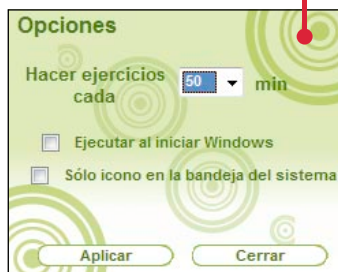 Opciones
Hacer ejercicios
cada 50 min
Ejecutar al iniciar Windows
Sólo icono en la bandeja del sistema
Aplicar Cerrar